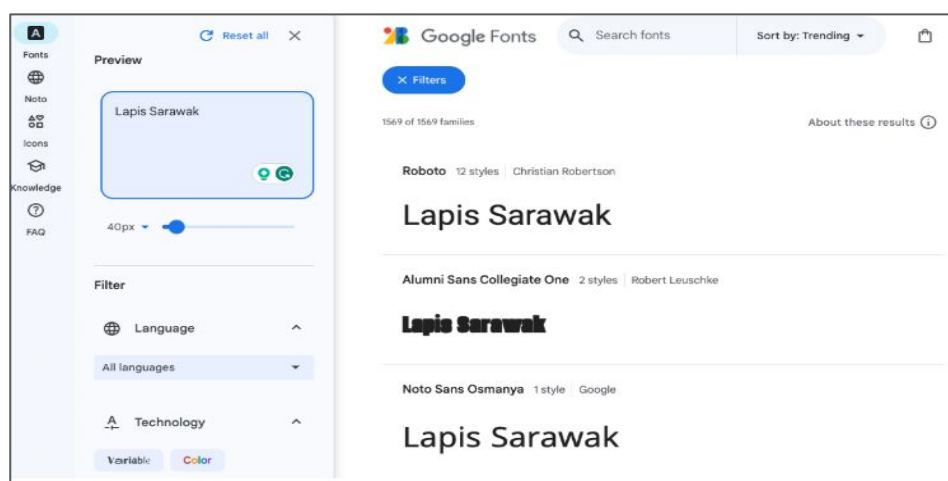 Fonts
Noto
Icons
Knowledge
FAQ
Reset all
Preview
Lapis Sarawak
40px
Filter
Language
All languages
Technology
Variable Color
Google Fonts
Search fonts
Sort by: Trending
Filters
1569 of 1569 families
About these results
Roboto 12 styles Christian Robertson
Lapis Sarawak
Alumni Sans Collegiate One 2 styles Robert Leuschke
Lapis Sarawak
Noto Sans Osmanya 1 style Google
Lapis Sarawak